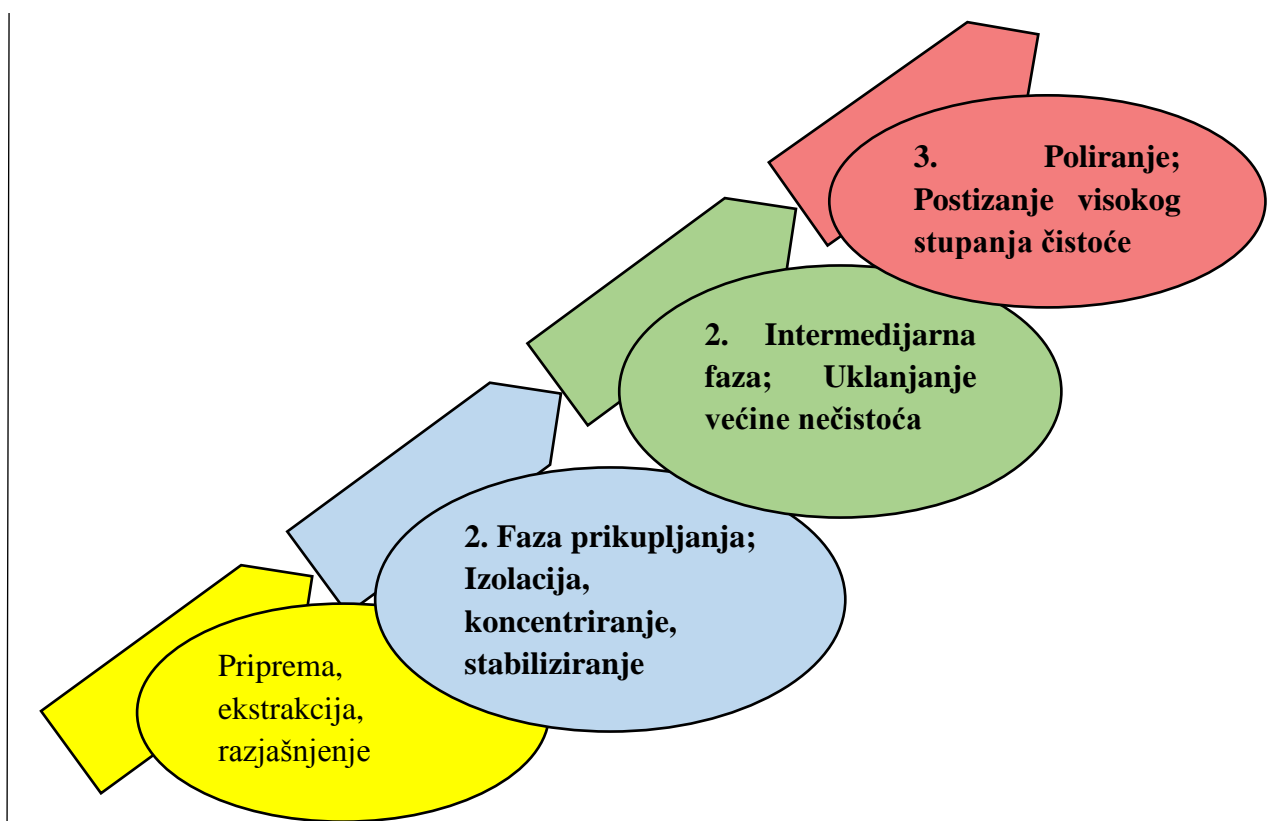 3. Poliranje;
Postizanje visokog
stupanja čistoće
2. Intermedijarna
faza; Uklanjanje
većine nečistoća
2. Faza prikupljanja;
Izolacija,
koncentriranje,
stabiliziranje
Priprema,
ekstrakcija,
razjašnjenje